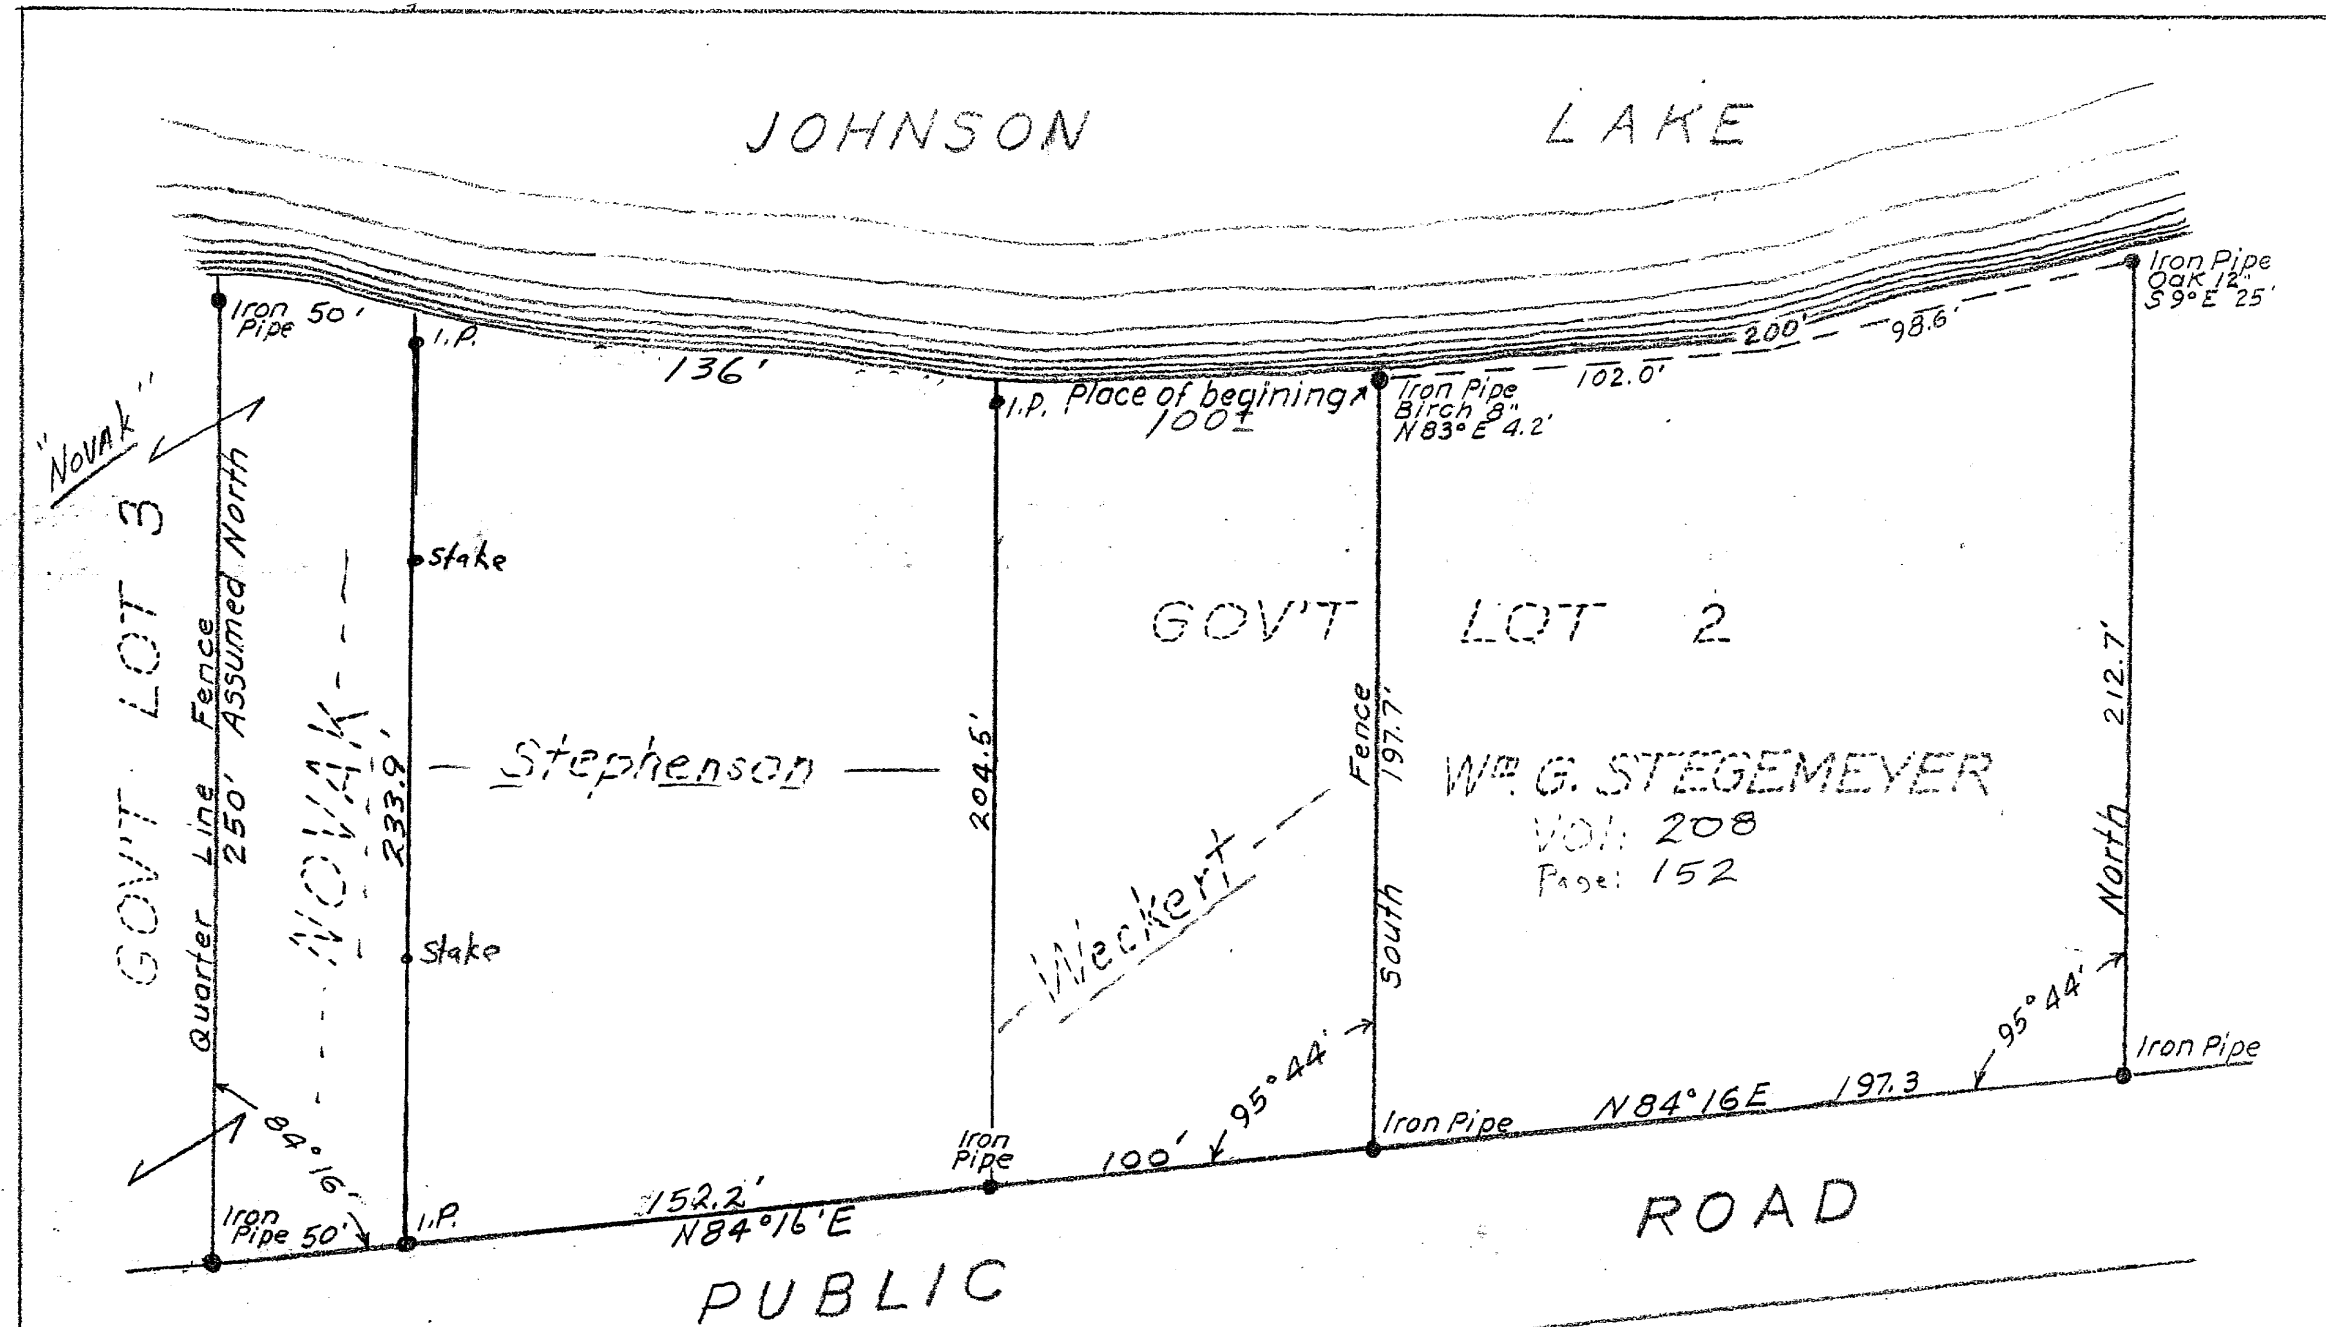 JOHNSON LAKE
Iron Pipe
Oak 12"
S 9° E 25'
Iron
Pipe 50'
I.P.
136'
I.P.
Place of begining
100±
Iron Pipe
Birch 8"
N 83° E 4.2'
102.0'
200'
98.6'
"NOVAK"
GOV'T LOT 3
Quarter Line Fence
250' Assumed North
NOVAK
233.9'
Stake
Stake
Stephenson
204.5'
GOV'T LOT 2
Fence
197.7'
South
Weckert
Wm. G. STEGEMEYER
Vol: 208
Page: 152
212.7'
North
95°44'
95°44'
84°16'
Iron Pipe
Iron Pipe
N 84°16 E 197.3
Iron
Pipe
100'
152.2'
N 84°16' E
I.P.
Iron
Pipe 50'
PUBLIC ROAD